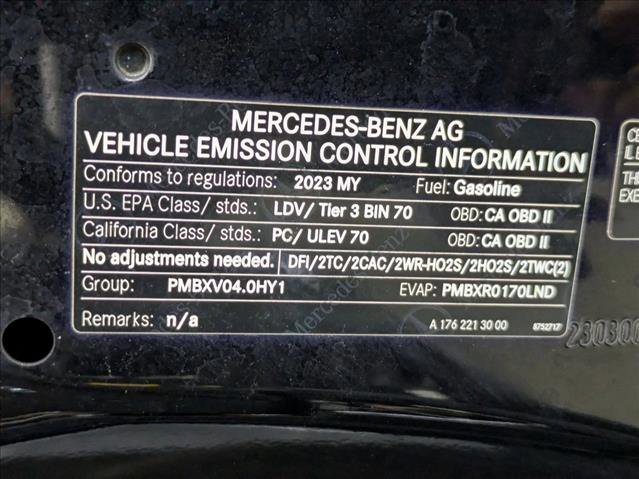 MERCEDES-BENZ AG
VEHICLE EMISSION CONTROL INFORMATION
Conforms to regulations: 2023 MY Fuel: Gasoline
U.S. EPA Class/ stds.: LDV/ Tier 3 BIN 70 OBD: CA OBD II
California Class/ stds.: PC/ ULEV 70 OBD: CA OBD II
No adjustments needed. DFI/2TC/2CAC/2WR-HO2S/2HO2S/2TWC(2)
Group: PMBXV04.0HY1 EVAP: PMBXR0170LND
Remarks: n/a A 176 221 30 00 8752717